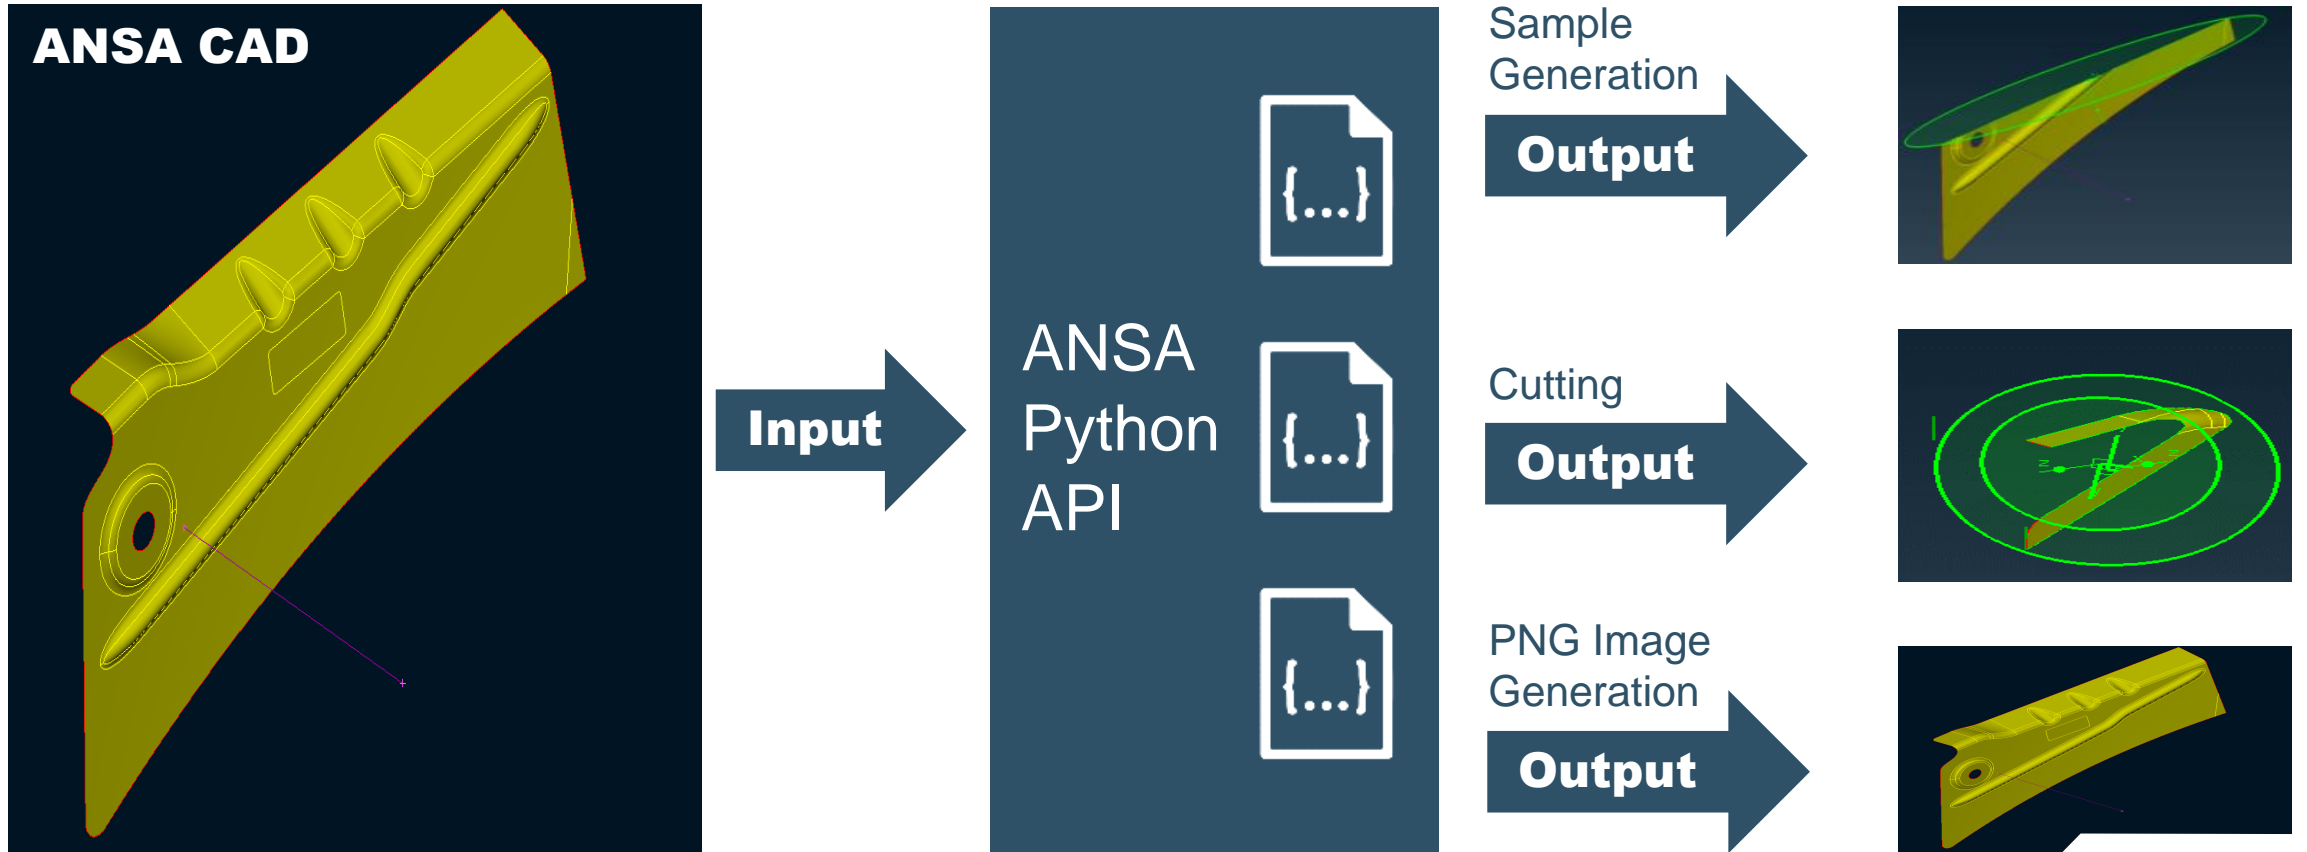 ANSA CAD
Input
ANSA
Python
API
{...}
{...}
{...}
Sample
Generation
Output
Cutting
Output
PNG Image
Generation
Output